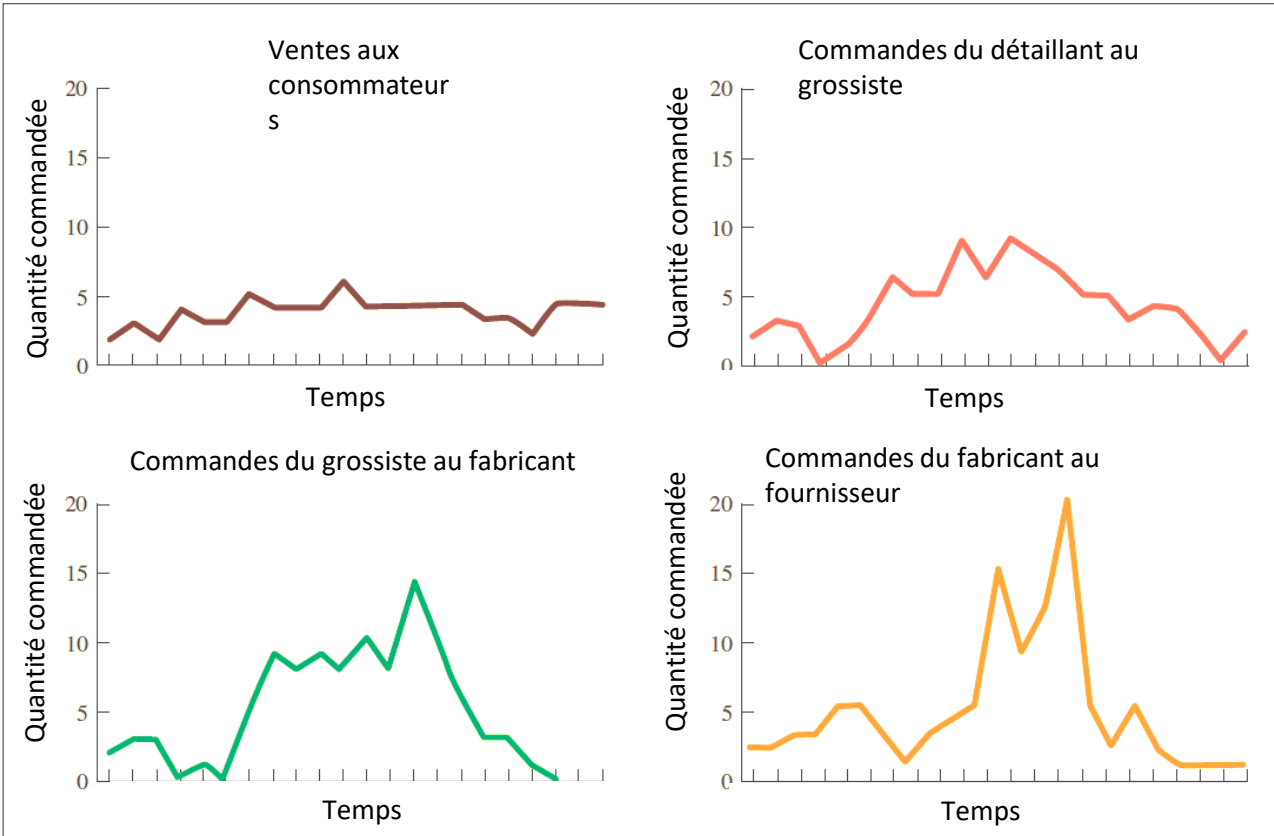 Ventes aux
consommateur
s
Quantité commandée
20
15
10
5
0
Temps
Commandes du détaillant au
grossiste
Quantité commandée
20
15
10
5
0
Temps
Commandes du grossiste au fabricant
Quantité commandée
20
15
10
5
0
Temps
Commandes du fabricant au
fournisseur
Quantité commandée
20
15
10
5
0
Temps